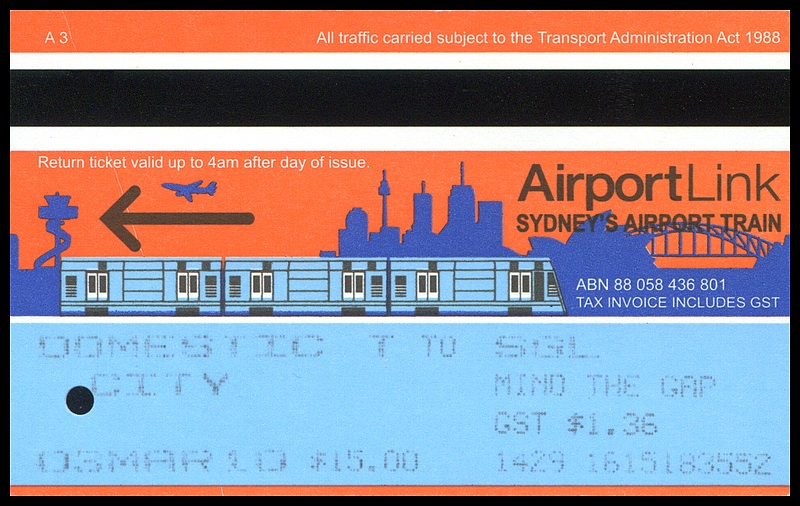 A 3 All traffic carried subject to the Transport Administration Act 1988
Return ticket valid up to 4am after day of issue.
AirportLink
SYDNEY'S AIRPORT TRAIN
ABN 88 058 436 801
TAX INVOICE INCLUDES GST
DOMESTIC T TO SGL
CITY MIND THE GAP
GST $1.36
03MAR10 $15.00 1429 1615183552